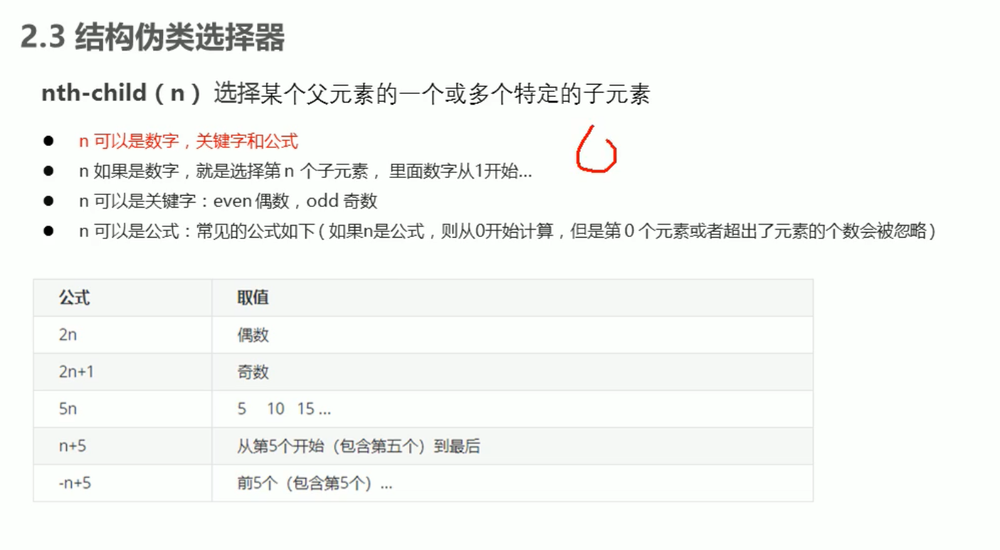 2.3 结构伪类选择器
nth-child（n） 选择某个父元素的一个或多个特定的子元素
● n 可以是数字，关键字和公式
● n 如果是数字，就是选择第 n 个子元素， 里面数字从1开始...
● n 可以是关键字：even 偶数，odd 奇数
● n 可以是公式：常见的公式如下 ( 如果n是公式，则从0开始计算，但是第 0 个元素或者超出了元素的个数会被忽略 )
公式 取值
2n 偶数
2n+1 奇数
5n 5 10 15 ...
n+5 从第5个开始（包含第五个）到最后
-n+5 前5个（包含第5个）...